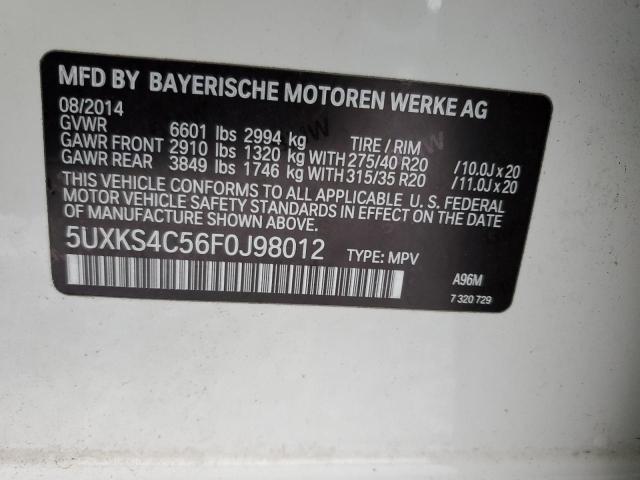 MFD BY BAYERISCHE MOTOREN WERKE AG
08/2014
GVWR 6601 lbs 2994 kg TIRE / RIM
GAWR FRONT 2910 lbs 1320 kg WITH 275/40 R20 /10.0J x 20
GAWR REAR 3849 lbs 1746 kg WITH 315/35 R20 /11.0J x 20
THIS VEHICLE CONFORMS TO ALL APPLICABLE U. S. FEDERAL
MOTOR VEHICLE SAFETY STANDARDS IN EFFECT ON THE
DATE OF MANUFACTURE SHOWN ABOVE.
5UXKS4C56F0J98012 TYPE: MPV
A96M
7 320 729